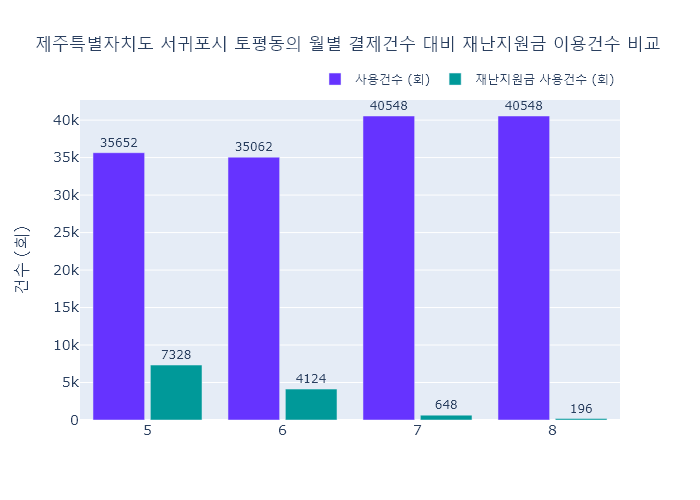 제주특별자치도 서귀포시 토평동의 월별 결제건수 대비 재난지원금 이용건수 비교
사용건수 (회) 재난지원금 사용건수 (회)
40k
35k
30k
25k
20k
15k
10k
5k
0
건수 (회)
35652
7328
35062
4124
40548
648
40548
196
5 6 7 8